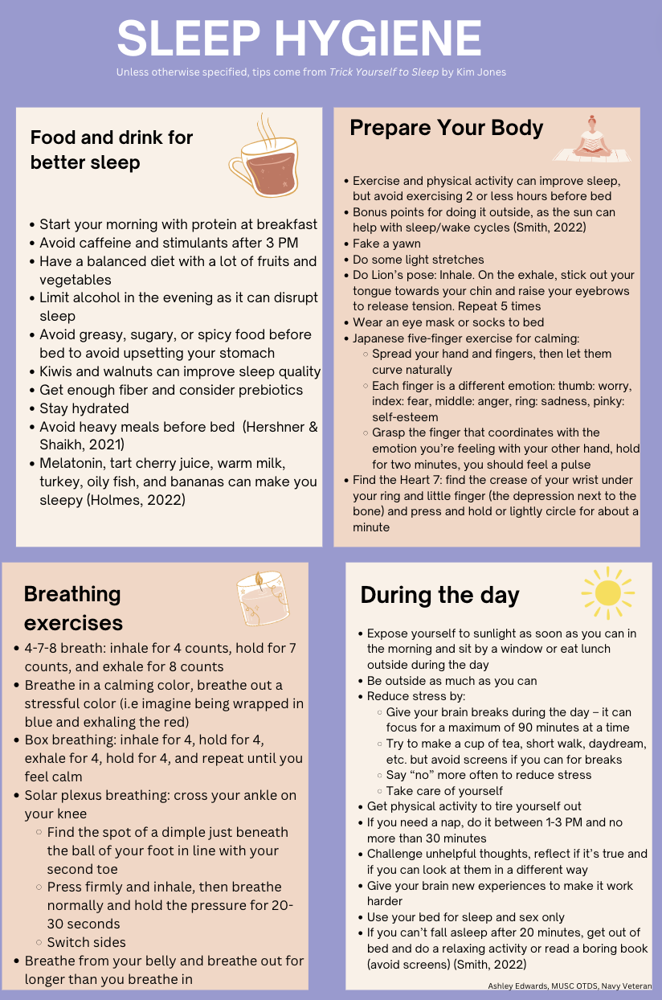 SLEEP HYGIENE
Unless otherwise specified, tips come from Trick Yourself to Sleep by Kim Jones
Food and drink for
better sleep
• Start your morning with protein at breakfast
• Avoid caffeine and stimulants after 3 PM
• Have a balanced diet with a lot of fruits and
vegetables
• Limit alcohol in the evening as it can disrupt
sleep
• Avoid greasy, sugary, or spicy food before
bed to avoid upsetting your stomach
• Kiwis and walnuts can improve sleep quality
• Get enough fiber and consider prebiotics
• Stay hydrated
• Avoid heavy meals before bed (Hershner &
Shaikh, 2021)
• Melatonin, tart cherry juice, warm milk,
turkey, oily fish, and bananas can make you
sleepy (Holmes, 2022)
Prepare Your Body
• Exercise and physical activity can improve sleep,
but avoid exercising 2 or less hours before bed
• Bonus points for doing it outside, as the sun can
help with sleep/wake cycles (Smith, 2022)
• Fake a yawn
• Do some light stretches
• Do Lion's pose: Inhale. On the exhale, stick out your
tongue towards your chin and raise your eyebrows
to release tension. Repeat 5 times
• Wear an eye mask or socks to bed
• Japanese five-finger exercise for calming:
◦ Spread your hand and fingers, then let them
curve naturally
◦ Each finger is a different emotion: thumb: worry,
index: fear, middle: anger, ring: sadness, pinky:
self-esteem
◦ Grasp the finger that coordinates with the
emotion you're feeling with your other hand, hold
for two minutes, you should feel a pulse
• Find the Heart 7: find the crease of your wrist under
your ring and little finger (the depression next to the
bone) and press and hold or lightly circle for about a
minute
Breathing
exercises
• 4-7-8 breath: inhale for 4 counts, hold for 7
counts, and exhale for 8 counts
• Breathe in a calming color, breathe out a
stressful color (i.e imagine being wrapped in
blue and exhaling the red)
• Box breathing: inhale for 4, hold for 4,
exhale for 4, hold for 4, and repeat until you
feel calm
• Solar plexus breathing: cross your ankle on
your knee
◦ Find the spot of a dimple just beneath
the ball of your foot in line with your
second toe
◦ Press firmly and inhale, then breathe
normally and hold the pressure for 20-
30 seconds
◦ Switch sides
• Breathe from your belly and breathe out for
longer than you breathe in
During the day
• Expose yourself to sunlight as soon as you can in
the morning and sit by a window or eat lunch
outside during the day
• Be outside as much as you can
• Reduce stress by:
◦ Give your brain breaks during the day – it can
focus for a maximum of 90 minutes at a time
◦ Try to make a cup of tea, short walk, daydream,
etc. but avoid screens if you can for breaks
◦ Say “no” more often to reduce stress
◦ Take care of yourself
• Get physical activity to tire yourself out
• If you need a nap, do it between 1-3 PM and no
more than 30 minutes
• Challenge unhelpful thoughts, reflect if it's true and
if you can look at them in a different way
• Give your brain new experiences to make it work
harder
• Use your bed for sleep and sex only
• If you can't fall asleep after 20 minutes, get out of
bed and do a relaxing activity or read a boring book
(avoid screens) (Smith, 2022)
Ashley Edwards, MUSC OTDS, Navy Veteran